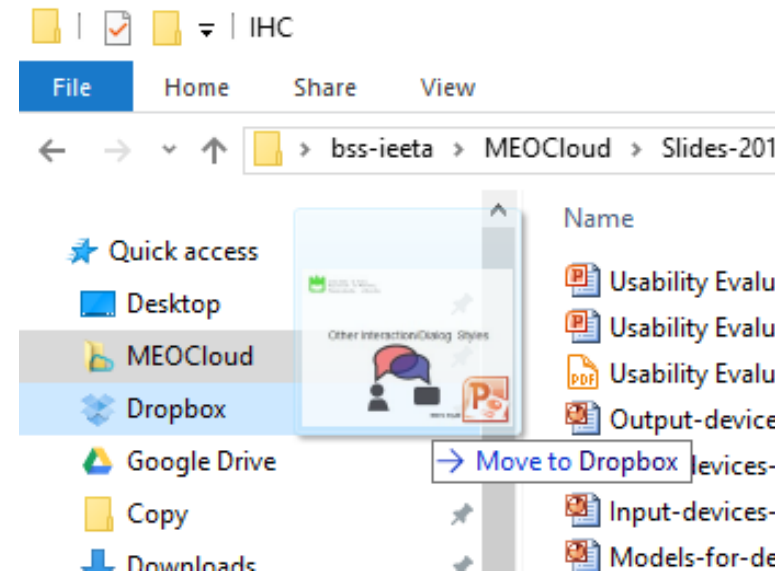 IHC
File Home Share View
bss-ieeta > MEOCloud > Slides-201
Name
Quick access
Desktop
MEOCloud
Dropbox
Google Drive
Copy
Downloads
Other Interaction/Dialog Styles
P
Move to Dropbox
Usability Evalu
Usability Evalu
PDF Usability Evalu
Output-device
levices-
Input-devices-
Models-for-de